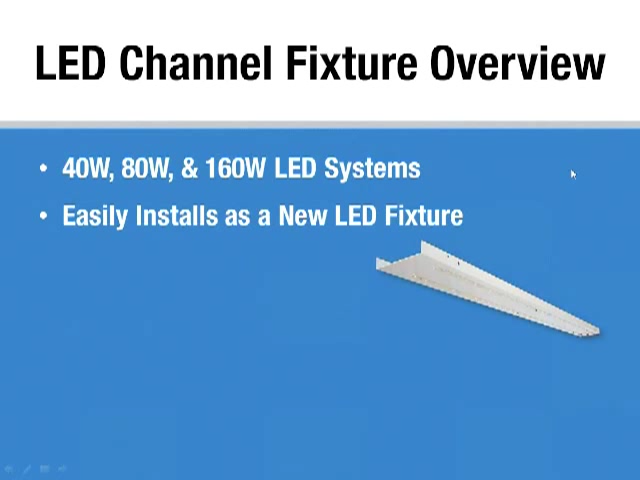 LED Channel Fixture Overview
• 40W, 80W, & 160W LED Systems
• Easily Installs as a New LED Fixture